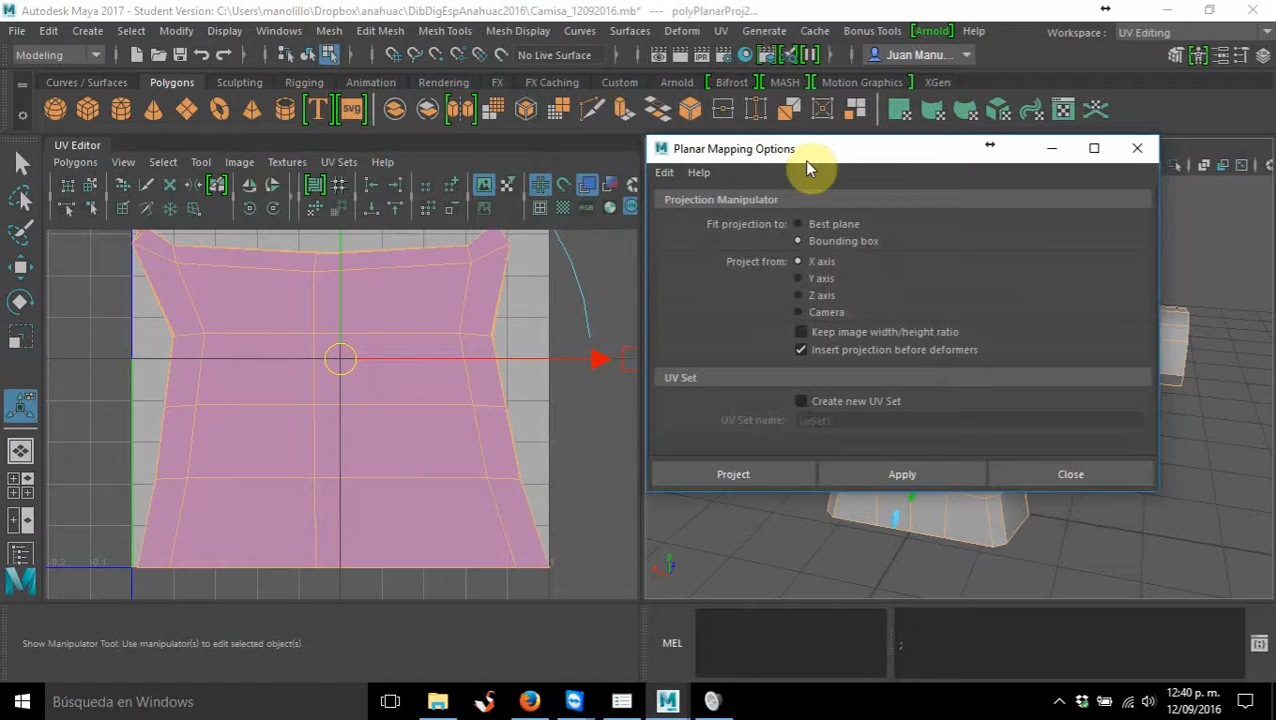 Autodesk Maya 2017 - Student Version: C:\Users\manolillo\Dropbox\anahuac\DibDigEspAnahuac2016\Camisa_12092016.mb* --- polyPlanarProj2...
File Edit Create Select Modify Display Windows Mesh Edit Mesh Mesh Tools Mesh Display Curves Surfaces Deform UV Generate Cache Bonus Tools [Arnold] Help Workspace : UV Editing
Modeling No Live Surface Juan Manu...
Curves / Surfaces Polygons Sculpting Rigging Animation Rendering FX FX Caching Custom Arnold [ Bifrost ] [ MASH ] [ Motion Graphics ] XGen
T SVG
UV Editor
Planar Mapping Options
Polygons View Select Tool Image Textures UV Sets Help
Edit Help
RGB
Projection Manipulator
Fit projection to: Best plane
Bounding box
Project from: X axis
Y axis
Z axis
Camera
Keep image width/height ratio
Insert projection before deformers
UV Set
Create new UV Set
UV Set name: uvSet1
Project Apply Close
Show Manipulator Tool: Use manipulator(s) to edit selected object(s).
MEL ;
Búsqueda en Windows
12:40 p. m.
12/09/2016